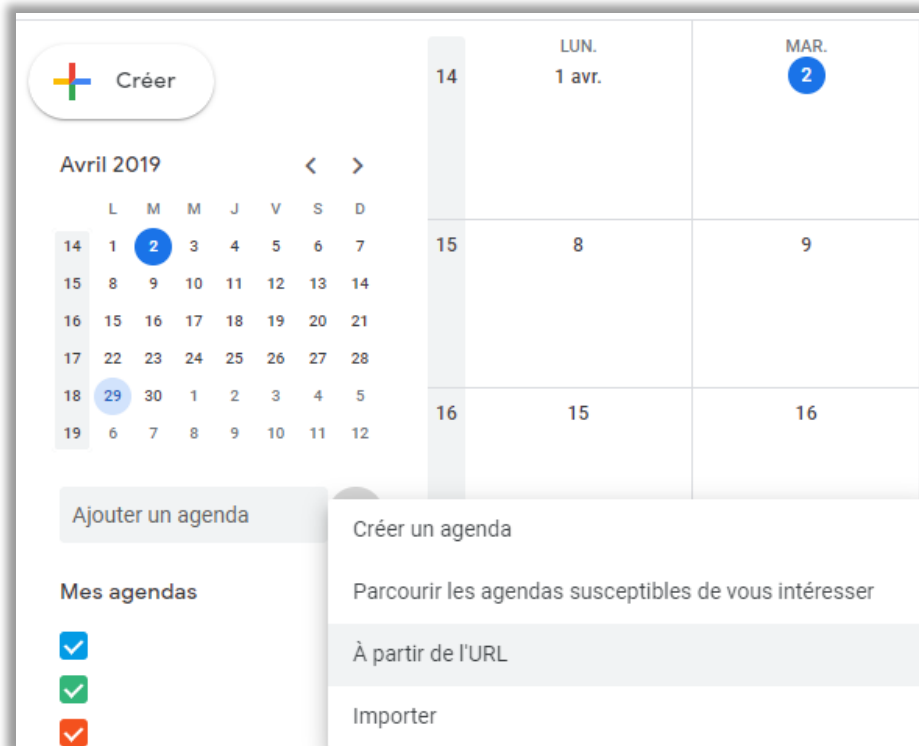 Créer
Avril 2019
L M M J V S D
14 1 2 3 4 5 6 7
15 8 9 10 11 12 13 14
16 15 16 17 18 19 20 21
17 22 23 24 25 26 27 28
18 29 30 1 2 3 4 5
19 6 7 8 9 10 11 12
Ajouter un agenda
Mes agendas
LUN. MAR.
14 1 avr. 2
15 8 9
16 15 16
Créer un agenda
Parcourir les agendas susceptibles de vous intéresser
À partir de l'URL
Importer